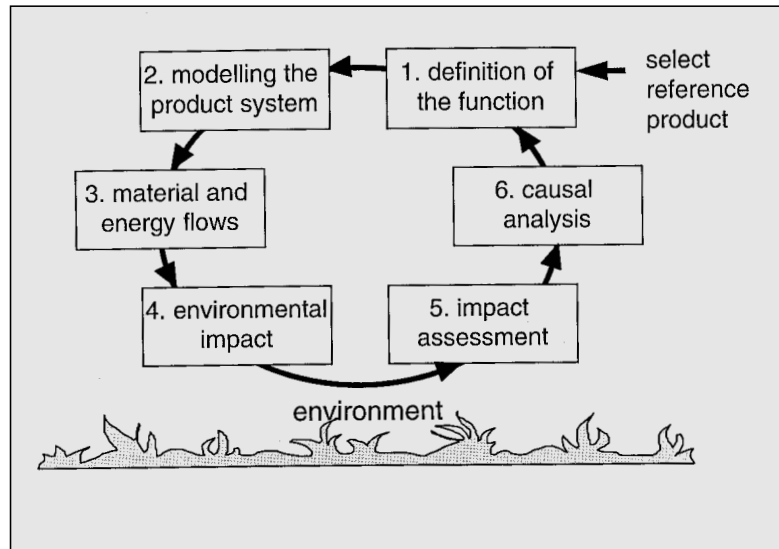 select
reference
product
1. definition of
the function
2. modelling the
product system
3. material and
energy flows
4. environmental
impact
5. impact
assessment
6. causal
analysis
environment